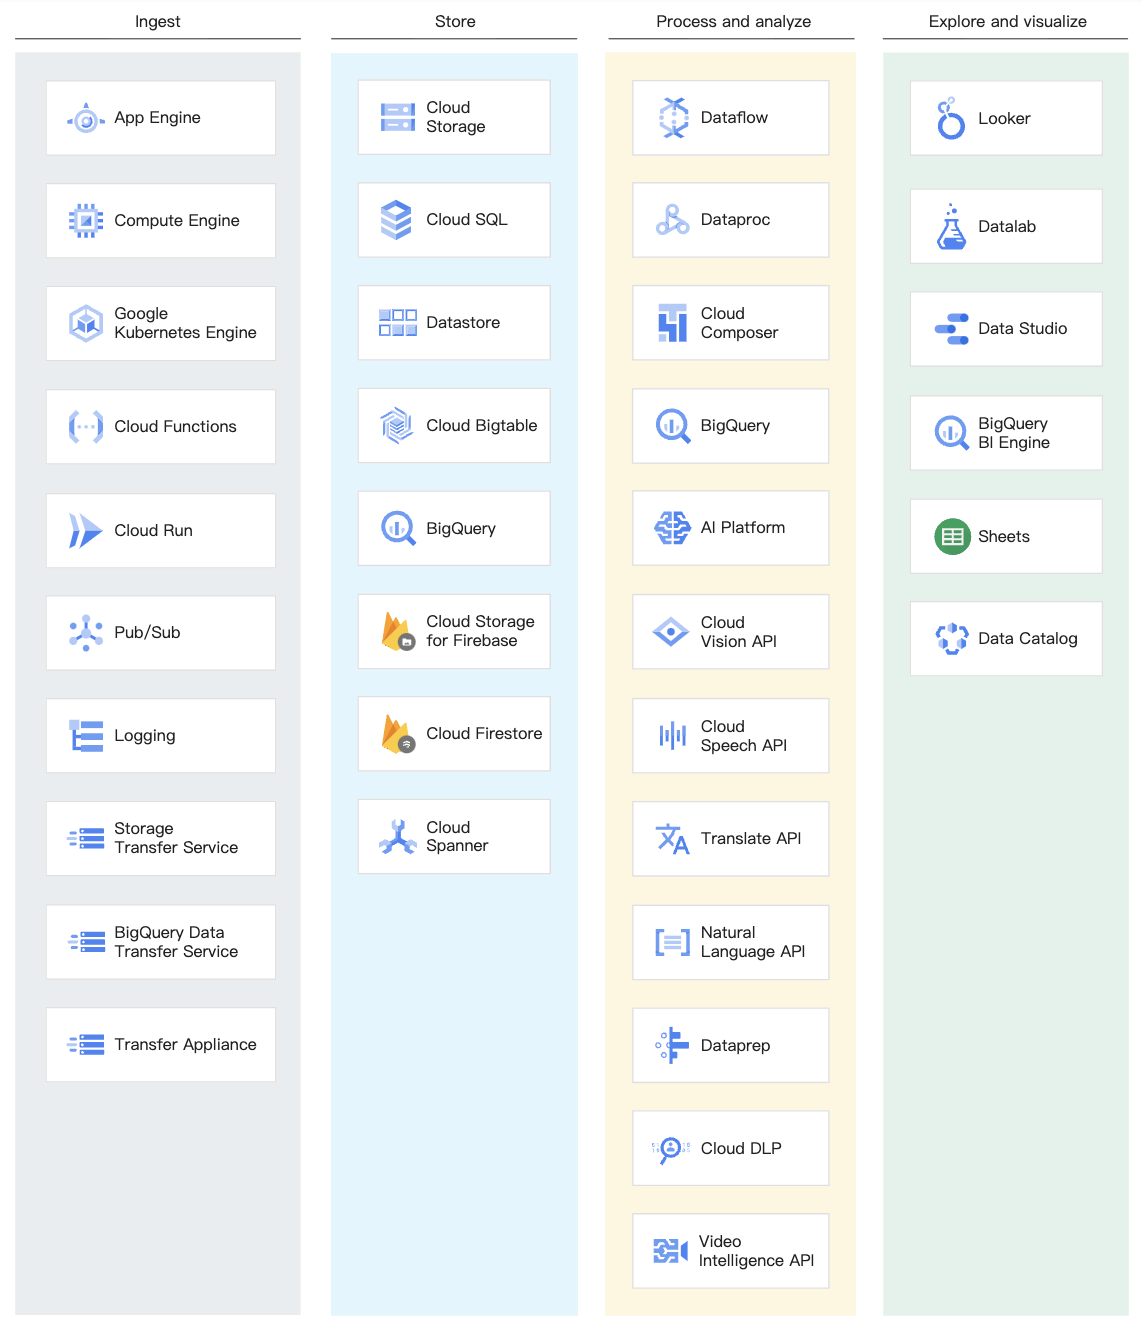 Ingest
App Engine
Compute Engine
Google
Kubernetes Engine
Cloud Functions
Cloud Run
Pub/Sub
Logging
Storage
Transfer Service
BigQuery Data
Transfer Service
Transfer Appliance
Store
Cloud
Storage
Cloud SQL
Datastore
Cloud Bigtable
BigQuery
Cloud Storage
for Firebase
Cloud Firestore
Cloud
Spanner
Process and analyze
Dataflow
Dataproc
Cloud
Composer
BigQuery
AI Platform
Cloud
Vision API
Cloud
Speech API
Translate API
Natural
Language API
Dataprep
Cloud DLP
Video
Intelligence API
Explore and visualize
Looker
Datalab
Data Studio
BigQuery
BI Engine
Sheets
Data Catalog